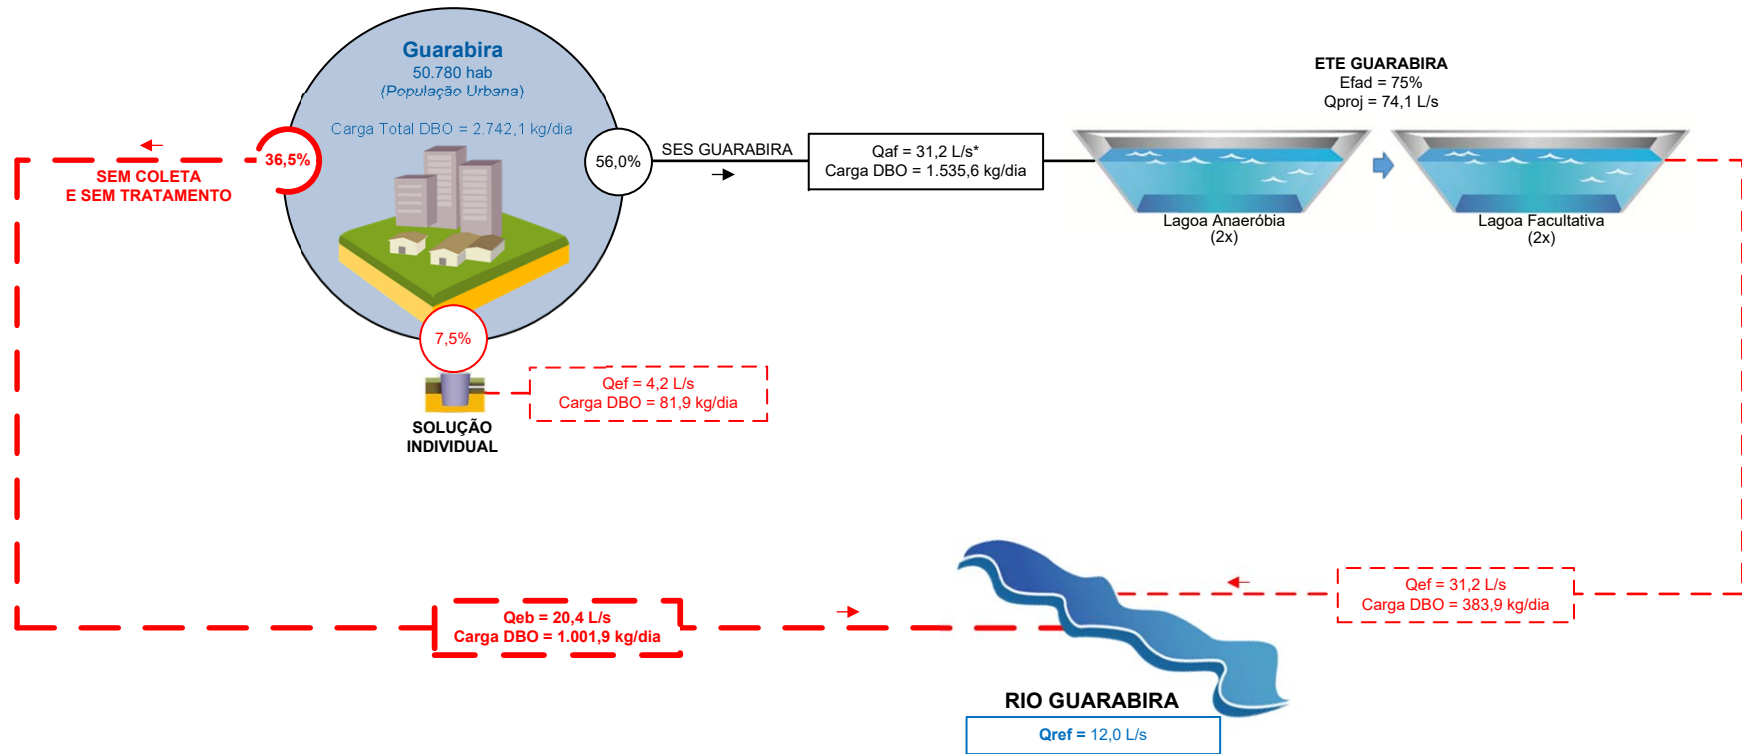 Guarabira
50.780 hab
(População Urbana)
Carga Total DBO = 2.742,1 kg/dia
36,5%
SEM COLETA
E SEM TRATAMENTO
56,0%
SES GUARABIRA
Qaf = 31,2 L/s*
Carga DBO = 1.535,6 kg/dia
ETE GUARABIRA
Efad = 75%
Qproj = 74,1 L/s
Lagoa Anaeróbia
(2x)
Lagoa Facultativa
(2x)
7,5%
Qef = 4,2 L/s
Carga DBO = 81,9 kg/dia
SOLUÇÃO
INDIVIDUAL
Qeb = 20,4 L/s
Carga DBO = 1.001,9 kg/dia
Qef = 31,2 L/s
Carga DBO = 383,9 kg/dia
RIO GUARABIRA
Qref = 12,0 L/s